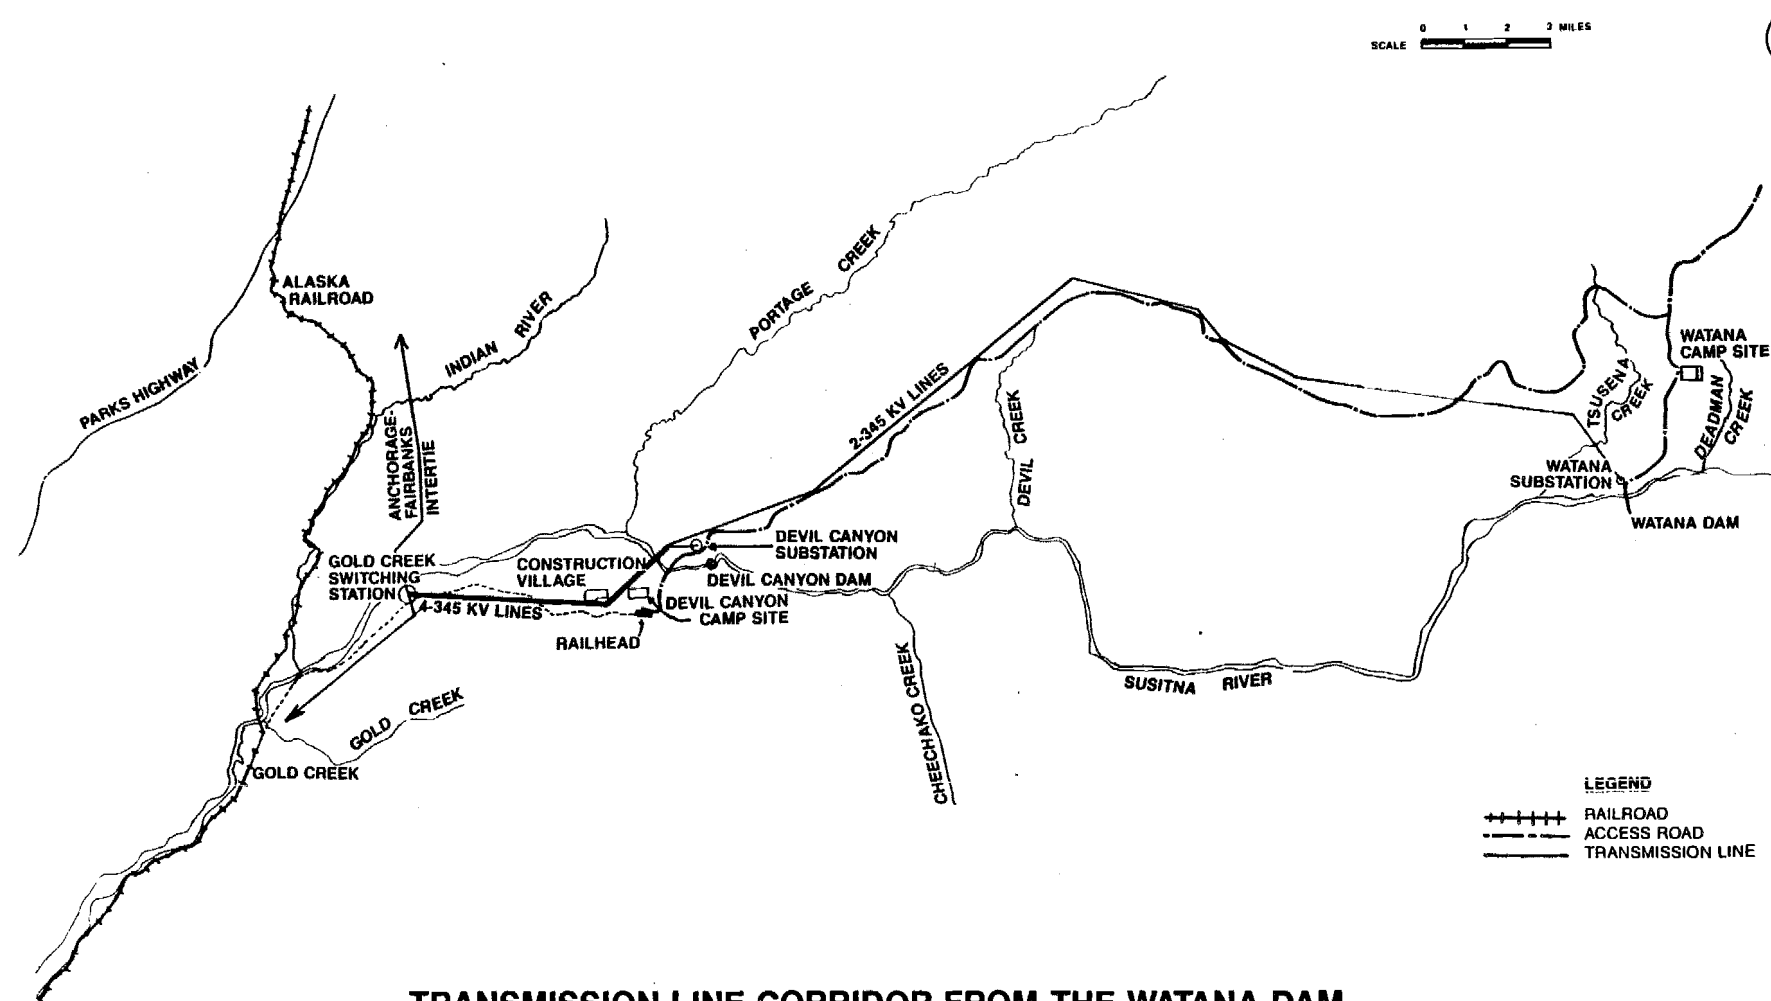 0 1 2 3 MILES
SCALE
ALASKA
RAILROAD
PARKS HIGHWAY
INDIAN RIVER
PORTAGE CREEK
ANCHORAGE-
FAIRBANKS
INTERTIE
2-345 KV LINES
DEVIL CREEK
WATANA
CAMP SITE
TSUSENA
CREEK
DEADMAN
CREEK
WATANA
SUBSTATION
WATANA DAM
GOLD CREEK
SWITCHING
STATION
CONSTRUCTION
VILLAGE
DEVIL CANYON
SUBSTATION
DEVIL CANYON DAM
4-345 KV LINES
DEVIL CANYON
CAMP SITE
RAILHEAD
CHEECHAKO CREEK
SUSITNA RIVER
GOLD CREEK
GOLD CREEK
LEGEND
RAILROAD
ACCESS ROAD
TRANSMISSION LINE
TRANSMISSION LINE CORRIDOR FROM THE WATANA DAM